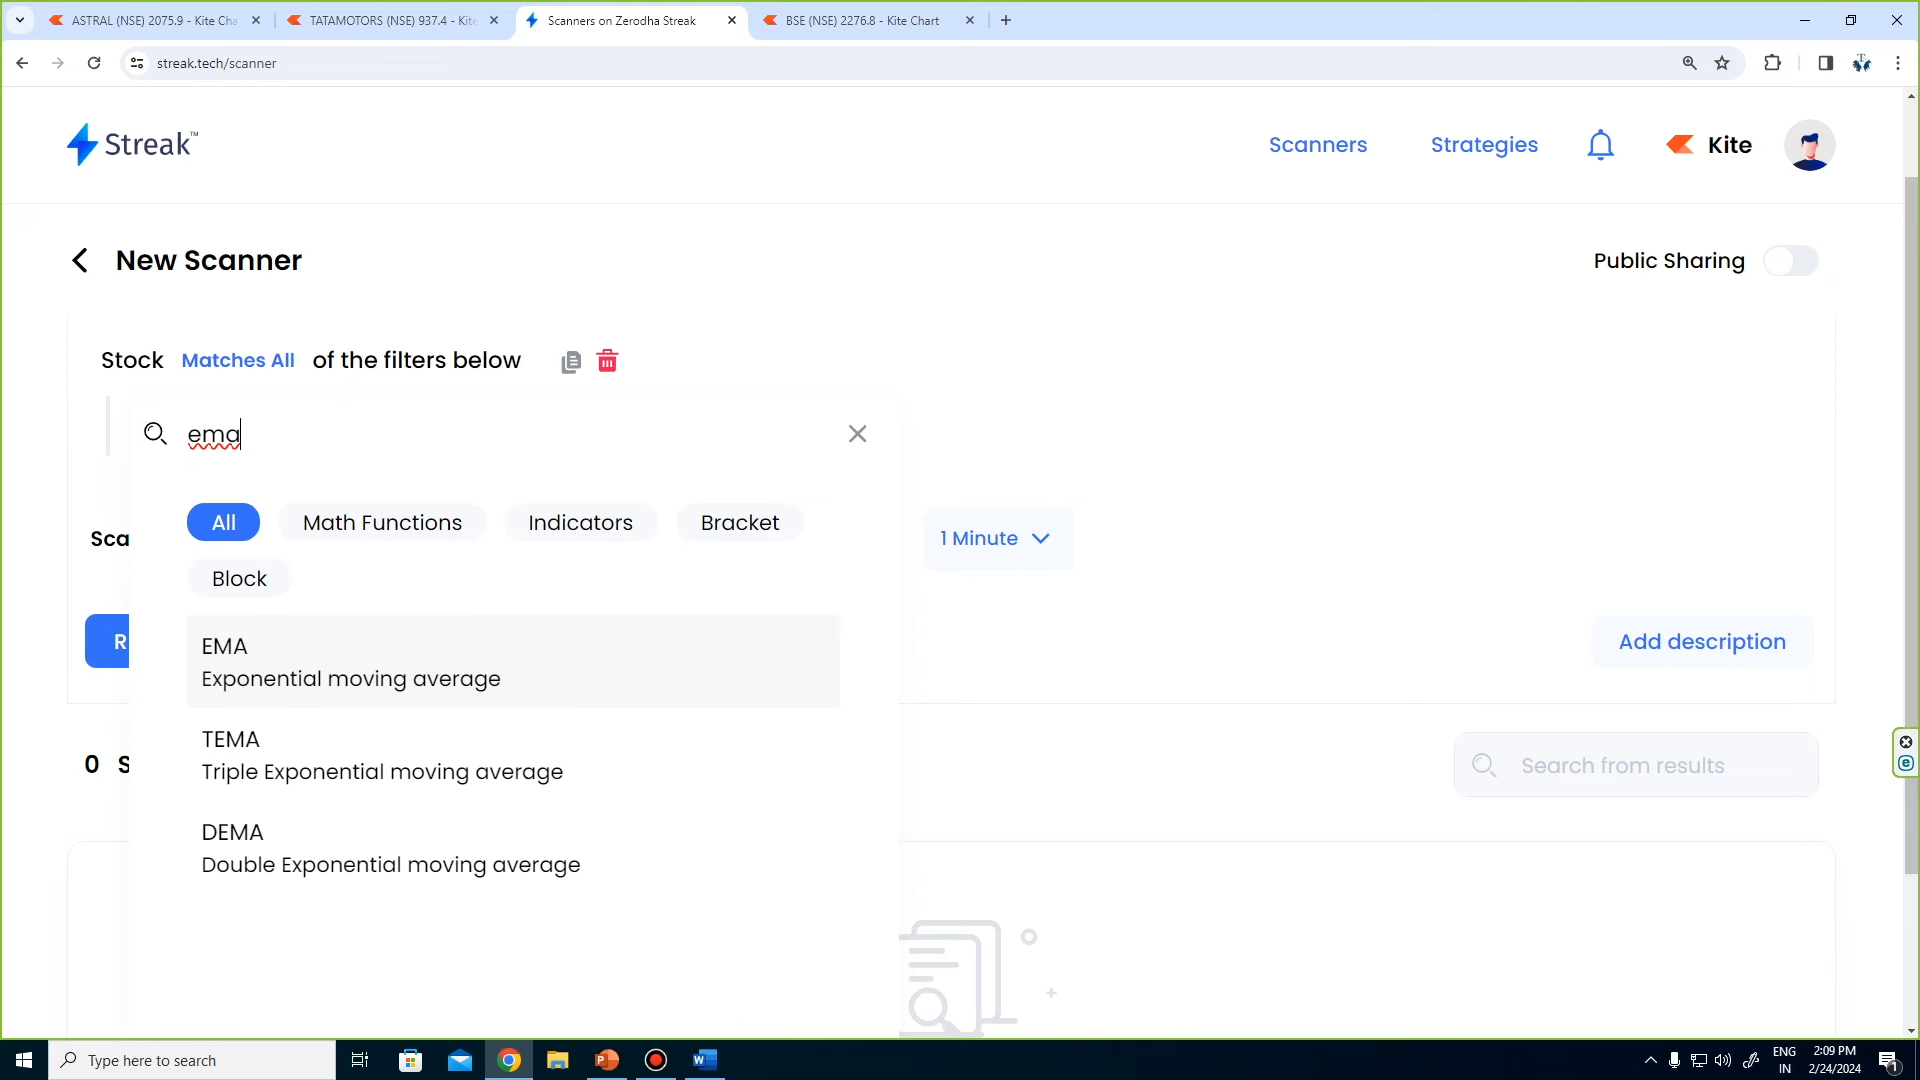 ASTRAL (NSE) 2075.9 - Kite Cha
TATAMOTORS (NSE) 937.4 - Kite
Scanners on Zerodha Streak
BSE (NSE) 2276.8 - Kite Chart
streak.tech/scanner
Streak™
Scanners
Strategies
Kite
New Scanner
Public Sharing
Stock Matches All of the filters below
ema
All
Math Functions
Indicators
Bracket
Sca
1 Minute
Block
R
EMA
Exponential moving average
Add description
TEMA
Triple Exponential moving average
0 S
Search from results
DEMA
Double Exponential moving average
Type here to search
ENG
IN
2:09 PM
2/24/2024
1